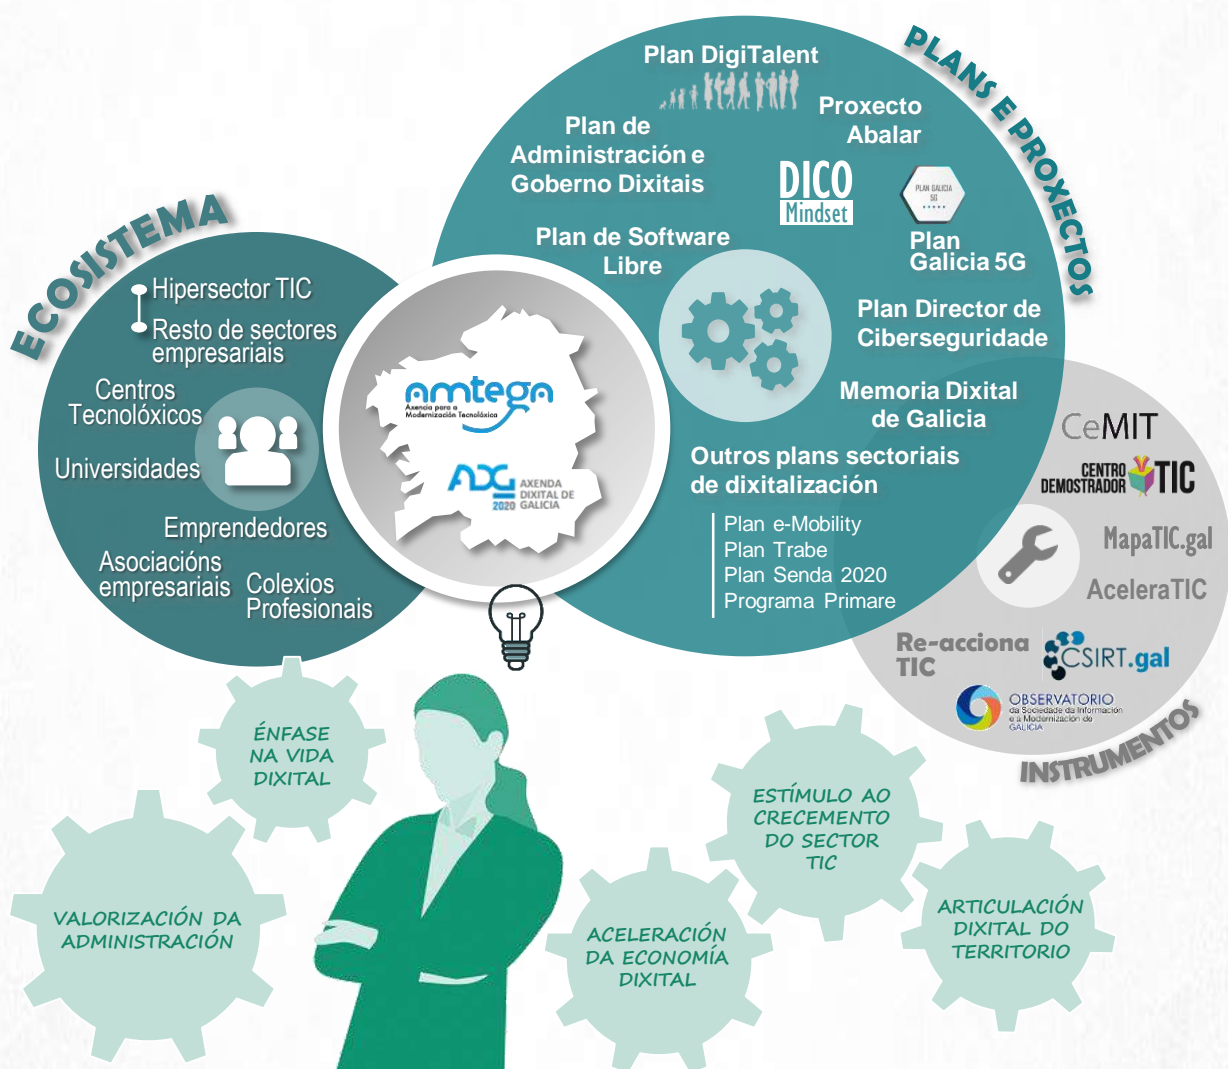 ECOSISTEMA
Hipersector TIC
Resto de sectores
empresariais
Centros
Tecnolóxicos
Universidades
Emprendedores
Asociacións
empresariais
Colexios
Profesionais
amtega
Axencia para a
Modernización Tecnolóxica
ADG
2020
AXENDA
DIXITAL DE
GALICIA
PLANS E PROXECTOS
Plan DigiTalent
Proxecto
Abalar
Plan de
Administración e
Goberno Dixitais
DICO
Mindset
PLAN GALICIA
5G
Plan
Galicia 5G
Plan de Software
Libre
Plan Director de
Ciberseguridade
Memoria Dixital
de Galicia
Outros plans sectoriais
de dixitalización
Plan e-Mobility
Plan Trabe
Plan Senda 2020
Programa Primare
CeMIT
CENTRO
DEMOSTRADOR
TIC
MapaTIC.gal
AceleraTIC
Re-acciona
TIC
CSIRT.gal
OBSERVATORIO
da Sociedade da Información
e a Modernización de
GALICIA
INSTRUMENTOS
ÉNFASE
NA VIDA
DIXITAL
VALORIZACIÓN DA
ADMINISTRACIÓN
ACELERACIÓN
DA ECONOMÍA
DIXITAL
ESTÍMULO AO
CRECEMENTO
DO SECTOR
TIC
ARTICULACIÓN
DIXITAL DO
TERRITORIO